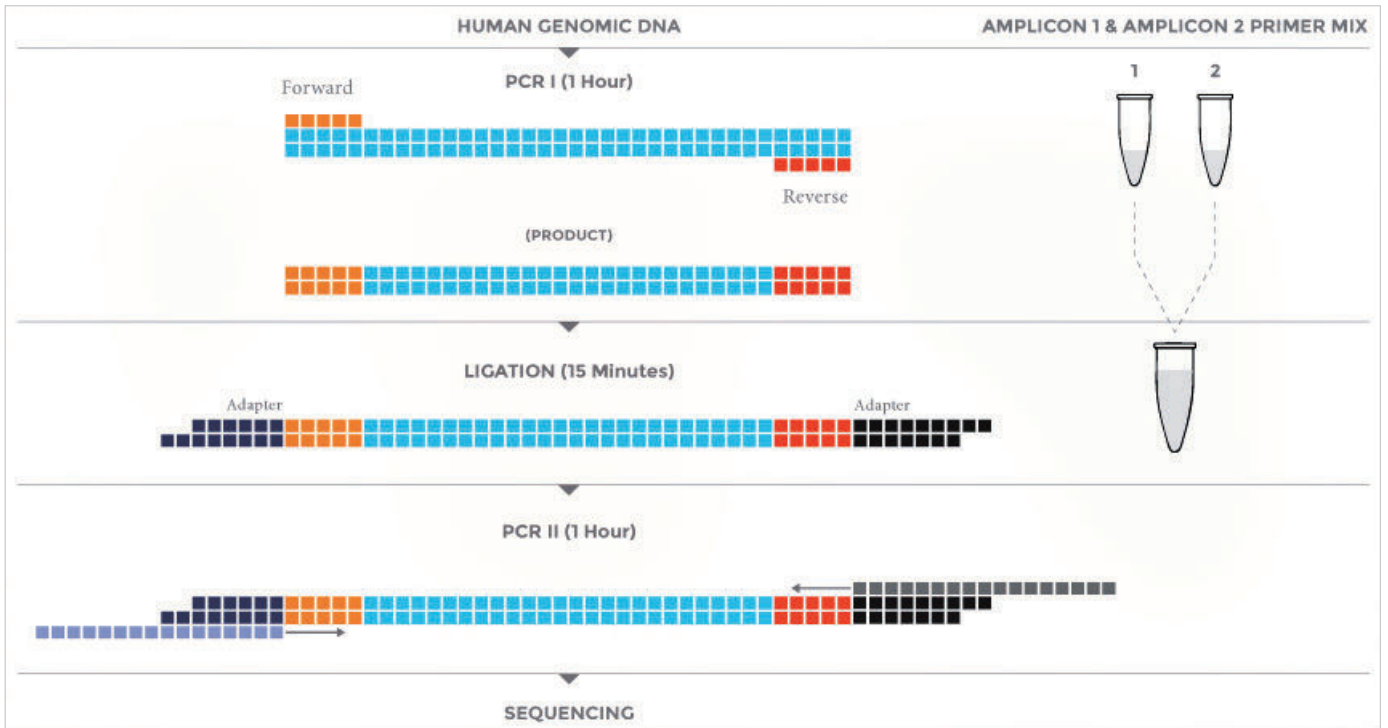 HUMAN GENOMIC DNA
AMPLICON 1 & AMPLICON 2 PRIMER MIX
PCR I (1 Hour)
1 2
Forward
Reverse
(PRODUCT)
LIGATION (15 Minutes)
Adapter Adapter
PCR II (1 Hour)
SEQUENCING